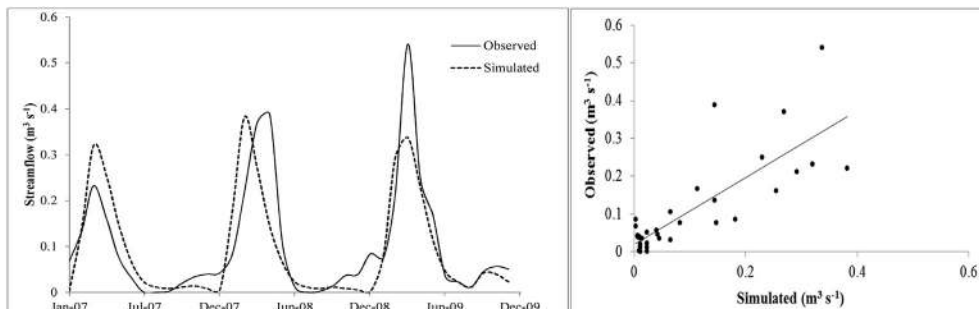 Streamflow (m³ s⁻¹)
0.6
0.5
0.4
0.3
0.2
0.1
0
Jan-07
Jul-07
Dec-07
Jun-08
Dec-08
Jun-09
Dec-09
Observed
Simulated
Observed (m³ s⁻¹)
0.6
0.5
0.4
0.3
0.2
0.1
0
0
0.2
0.4
0.6
Simulated (m³ s⁻¹)